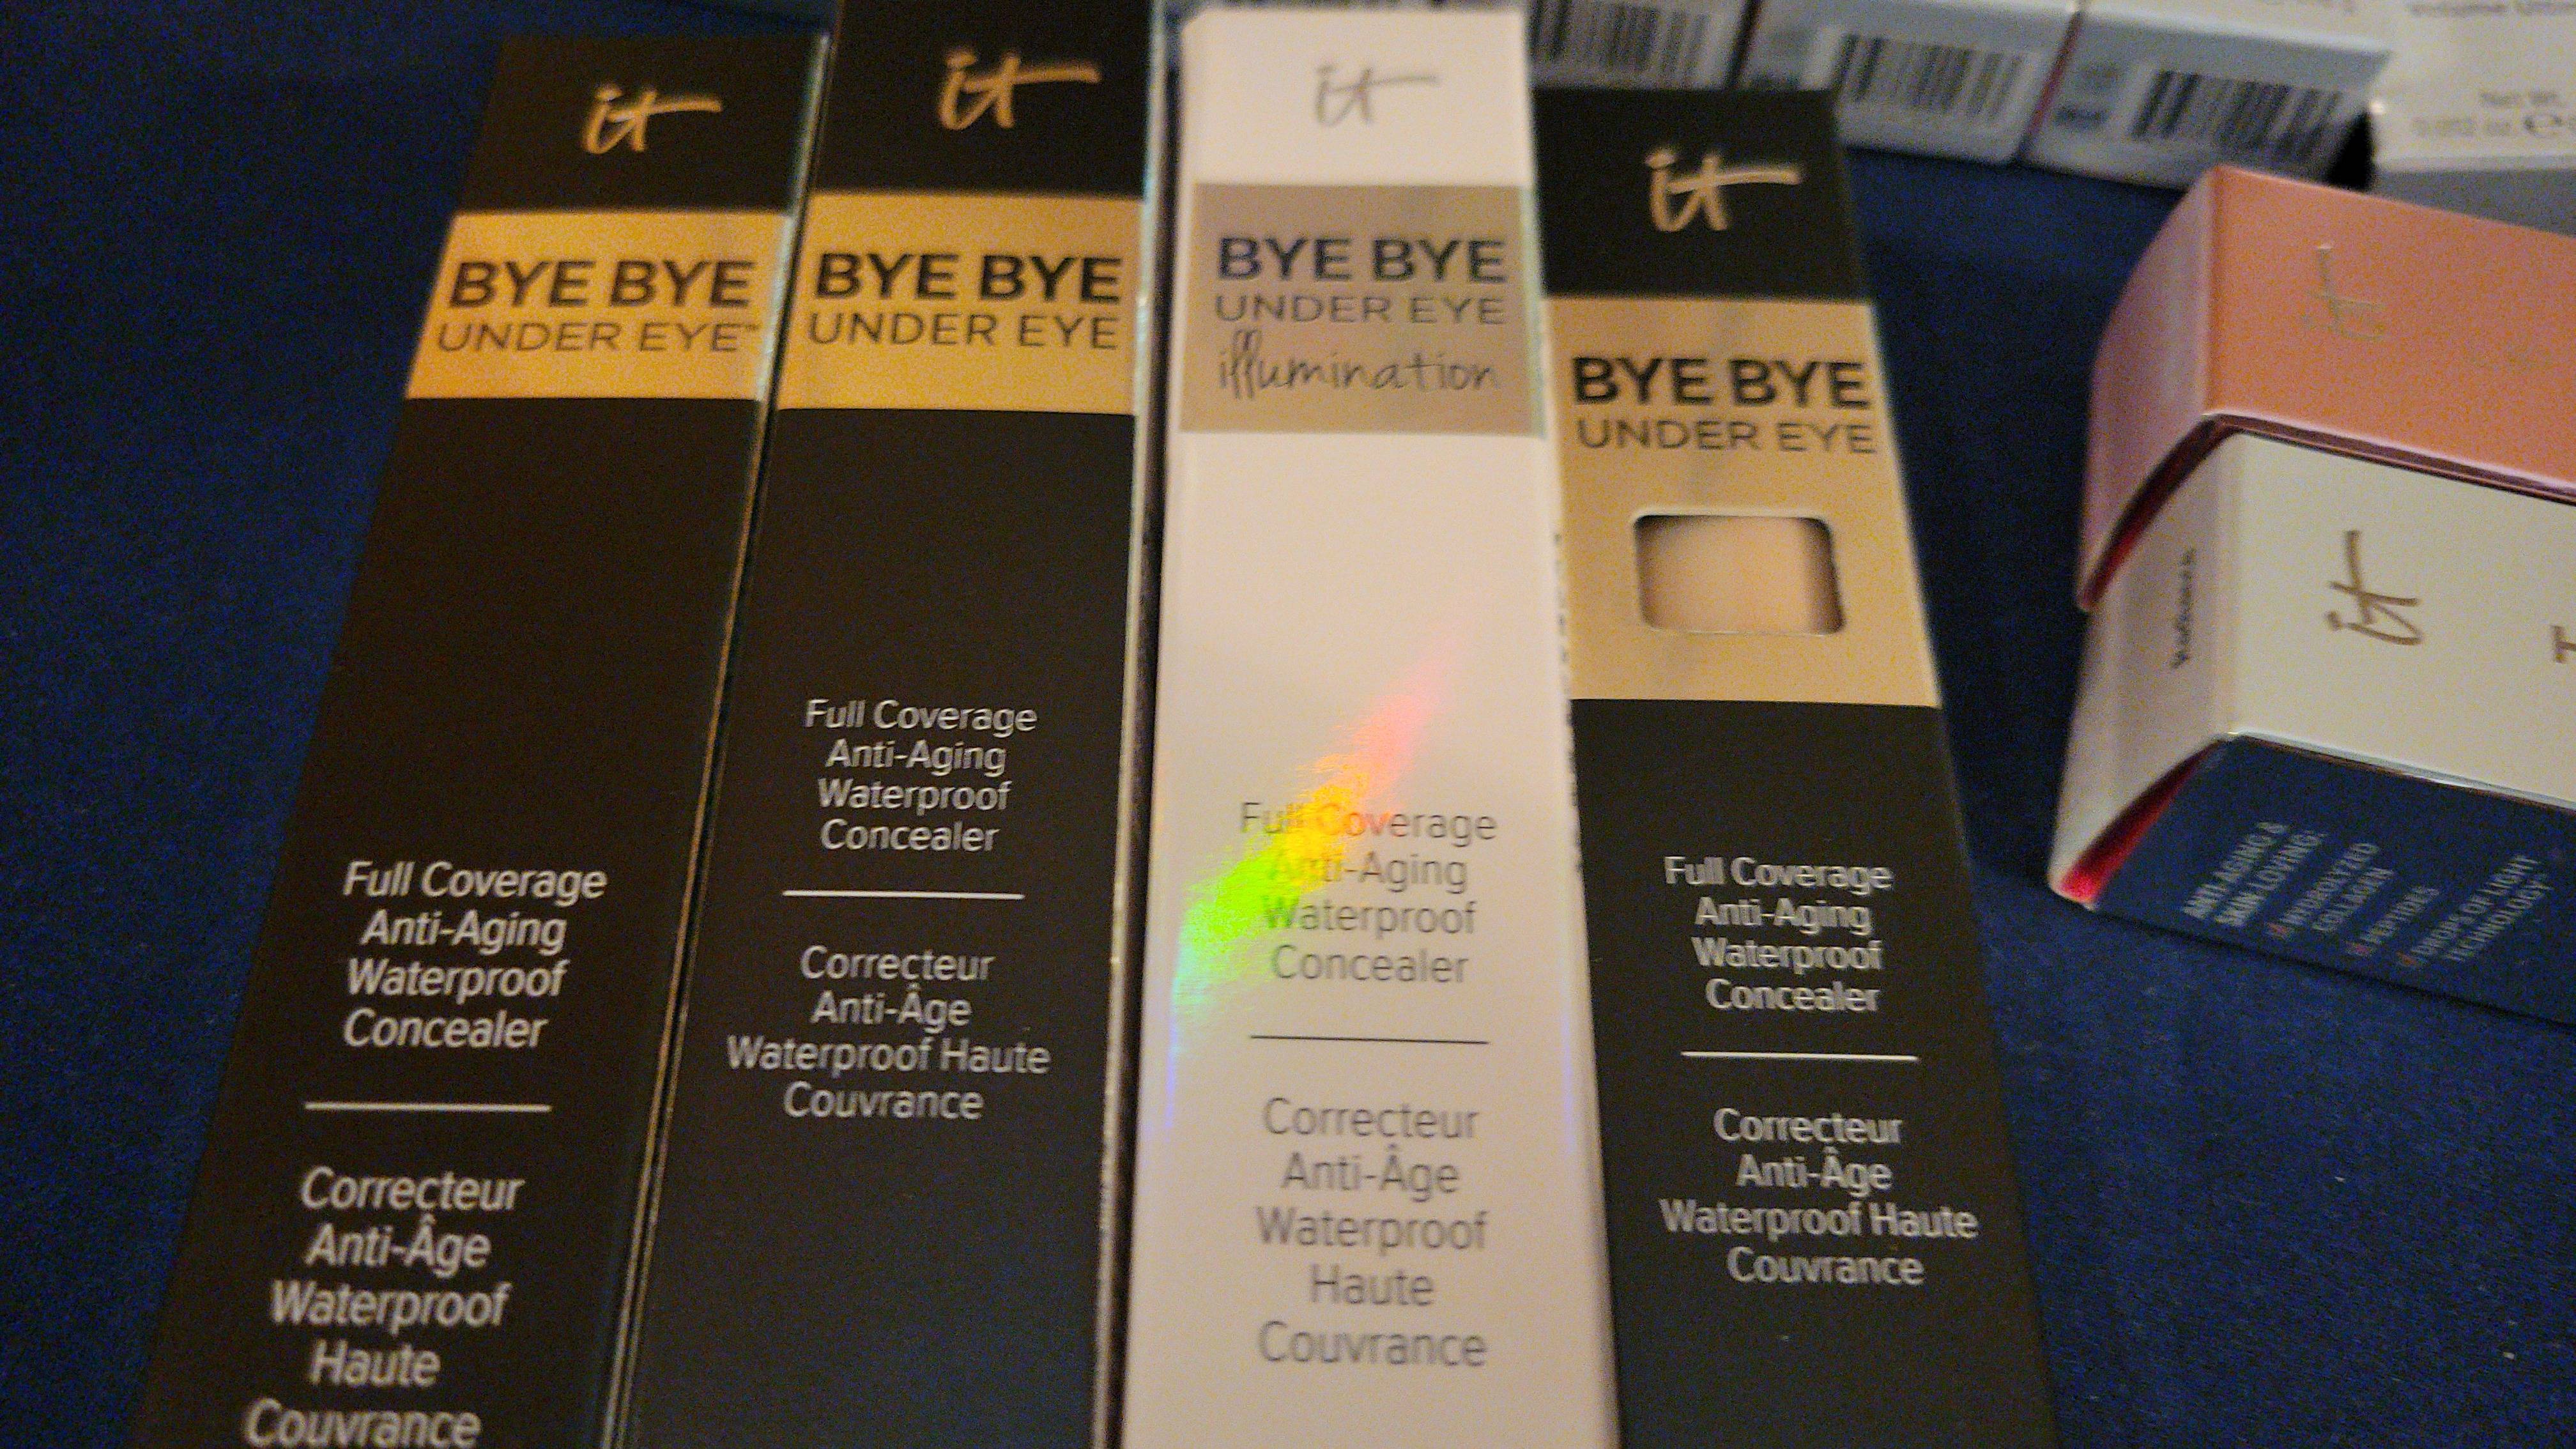 it
BYE BYE
UNDER EYE™
Full Coverage
Anti-Aging
Waterproof
Concealer
Correcteur
Anti-Âge
Waterproof
Haute
Couvrance
it
BYE BYE
UNDER EYE
Full Coverage
Anti-Aging
Waterproof
Concealer
Correcteur
Anti-Âge
Waterproof Haute
Couvrance
it
BYE BYE
UNDER EYE
illumination
Full Coverage
Anti-Aging
Waterproof
Concealer
Correcteur
Anti-Âge
Waterproof
Haute
Couvrance
it
BYE BYE
UNDER EYE
Full Coverage
Anti-Aging
Waterproof
Concealer
Correcteur
Anti-Âge
Waterproof Haute
Couvrance
it
it
T
ANTI-AGING &
SKIN-LOVING:
HYDROLYZED
COLLAGEN
PEPTIDES
DROPS OF LIGHT
TECHNOLOGY™